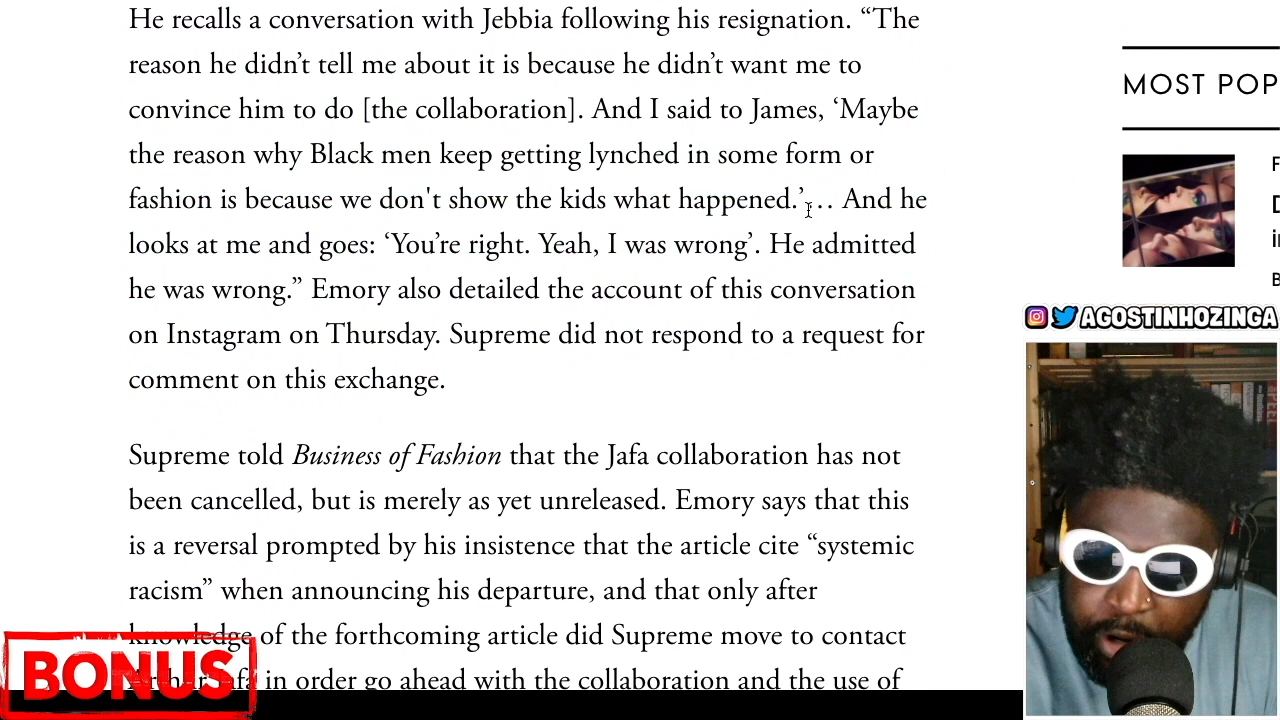 He recalls a conversation with Jebbia following his resignation. “The
reason he didn’t tell me about it is because he didn’t want me to
convince him to do [the collaboration]. And I said to James, ‘Maybe
the reason why Black men keep getting lynched in some form or
fashion is because we don't show the kids what happened.’… And he
looks at me and goes: ‘You’re right. Yeah, I was wrong’. He admitted
he was wrong.” Emory also detailed the account of this conversation
on Instagram on Thursday. Supreme did not respond to a request for
comment on this exchange.
Supreme told Business of Fashion that the Jafa collaboration has not
been cancelled, but is merely as yet unreleased. Emory says that this
is a reversal prompted by his insistence that the article cite “systemic
racism” when announcing his departure, and that only after
knowledge of the forthcoming article did Supreme move to contact
in order go ahead with the collaboration and the use of
BONUS
MOST POP
F
D
B
AGOSTINHOZINGA